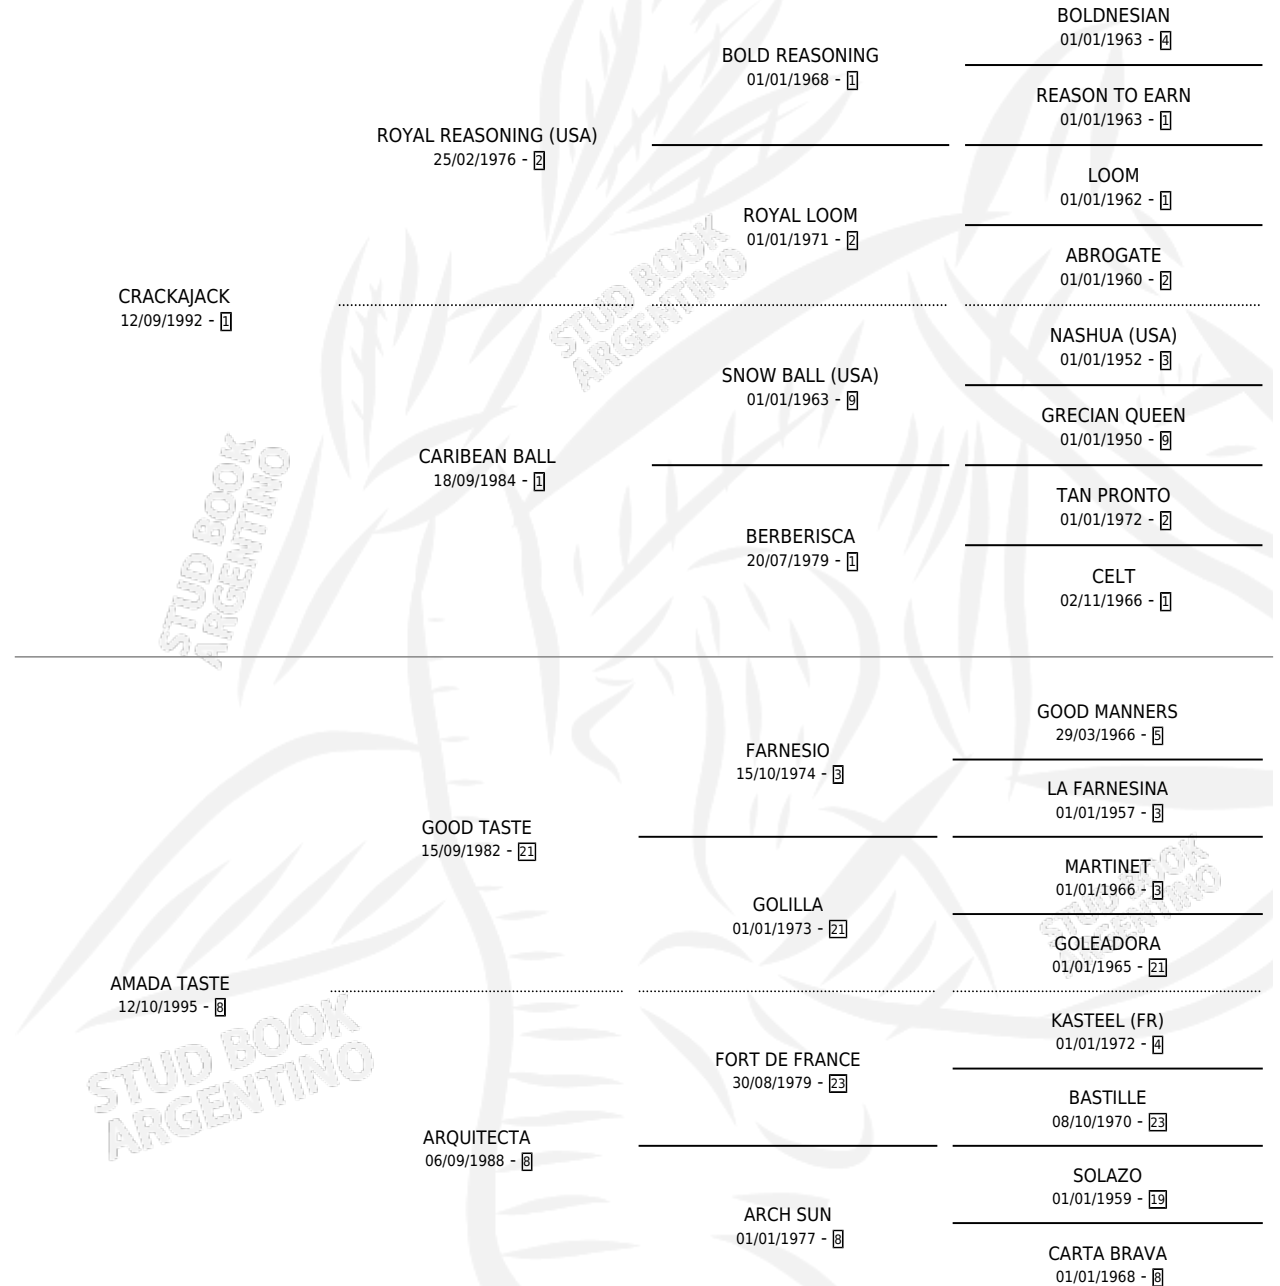 BOLDNESIAN
01/01/1963 - 4
BOLD REASONING
01/01/1968 - 1
REASON TO EARN
01/01/1963 - 1
ROYAL REASONING (USA)
25/02/1976 - 2
LOOM
01/01/1962 - 1
ROYAL LOOM
01/01/1971 - 2
ABROGATE
01/01/1960 - 2
CRACKAJACK
12/09/1992 - 1
STUD BOOK
ARGENTINO
NASHUA (USA)
01/01/1952 - 3
SNOW BALL (USA)
01/01/1963 - 9
GRECIAN QUEEN
01/01/1950 - 9
CARIBEAN BALL
18/09/1984 - 1
TAN PRONTO
01/01/1972 - 2
BERBERISCA
20/07/1979 - 1
CELT
02/11/1966 - 1
STUD BOOK
ARGENTINO
GOOD MANNERS
29/03/1966 - 5
FARNESIO
15/10/1974 - 3
LA FARNESINA
01/01/1957 - 3
GOOD TASTE
15/09/1982 - 21
MARTINET
01/01/1966 - 3
GOLILLA
01/01/1973 - 21
STUD BOOK
ARGENTINO
GOLEADORA
01/01/1965 - 21
AMADA TASTE
12/10/1995 - 8
KASTEEL (FR)
01/01/1972 - 4
FORT DE FRANCE
30/08/1979 - 23
BASTILLE
08/10/1970 - 23
STUD BOOK
ARGENTINO
ARQUITECTA
06/09/1988 - 8
SOLAZO
01/01/1959 - 19
ARCH SUN
01/01/1977 - 8
CARTA BRAVA
01/01/1968 - 8